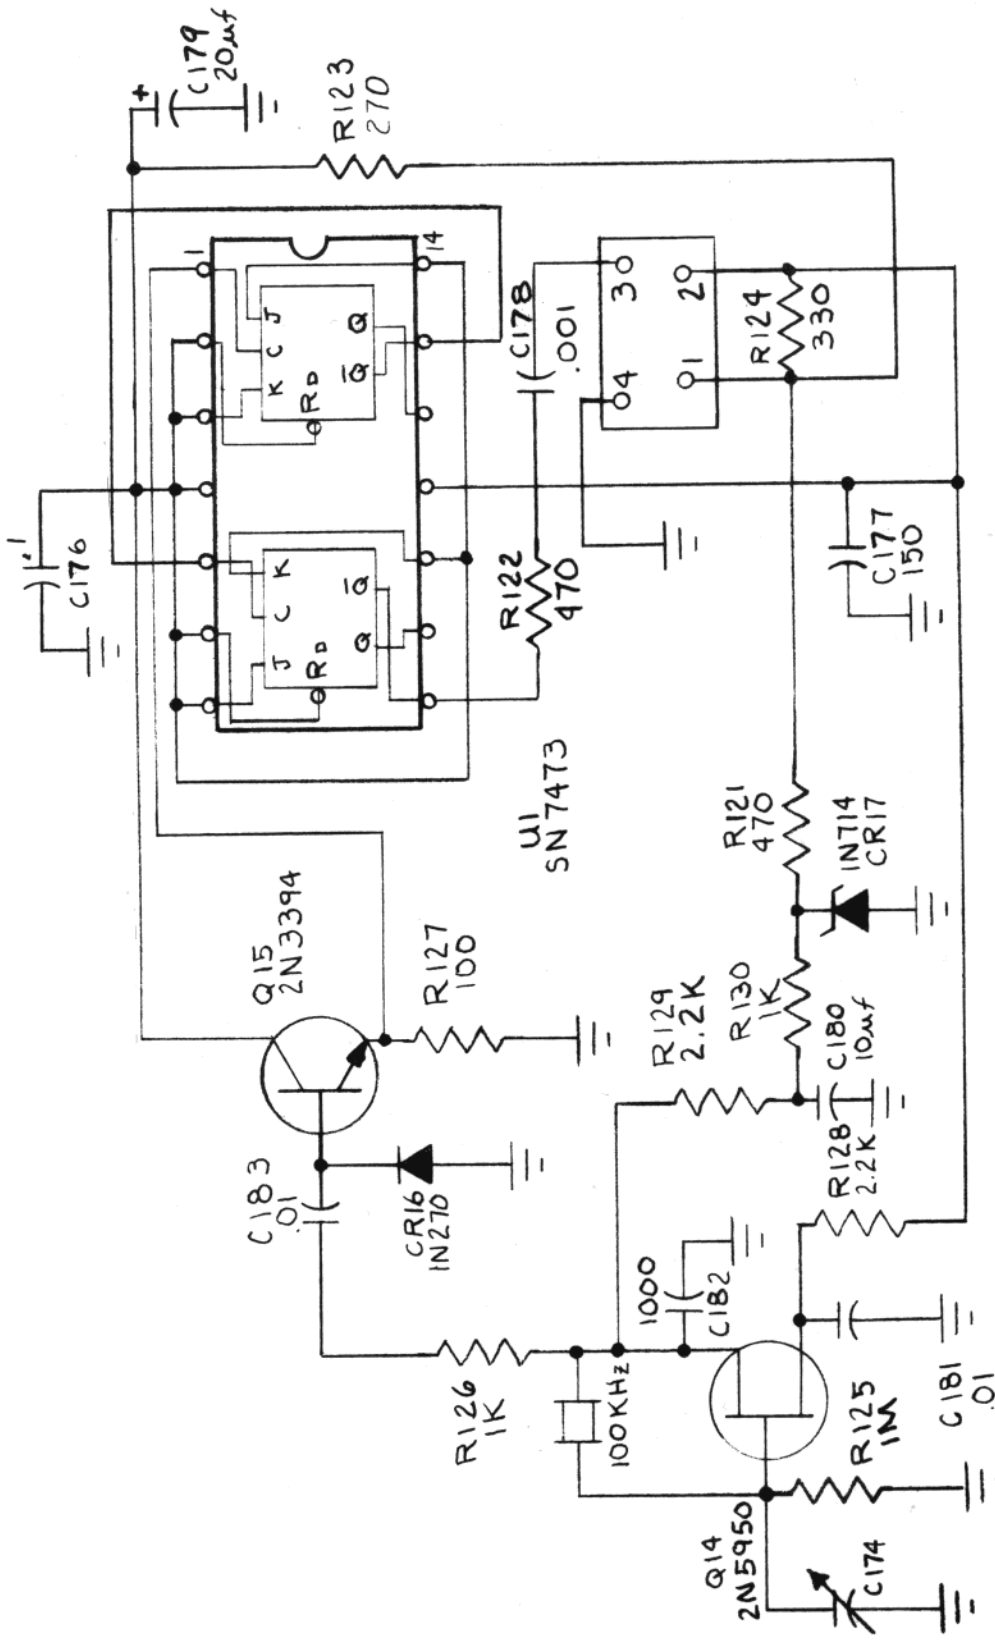 C179
20µf
+
R123
270
.1
C176
1
14
J
C
K
RD
Q
Q̅
K
C
J
RD
Q̅
Q
C178
.001
3
4
2
1
R124
330
R122
470
C177
150
U1
SN7473
R121
470
1N714
CR17
Q15
2N3394
R127
100
R129
2.2K
R130
1K
C180
10µf
R128
2.2K
C183
.01
CR16
1N270
1000
C182
R126
1K
100KHz
C181
.01
R125
1M
Q14
2N5950
C174